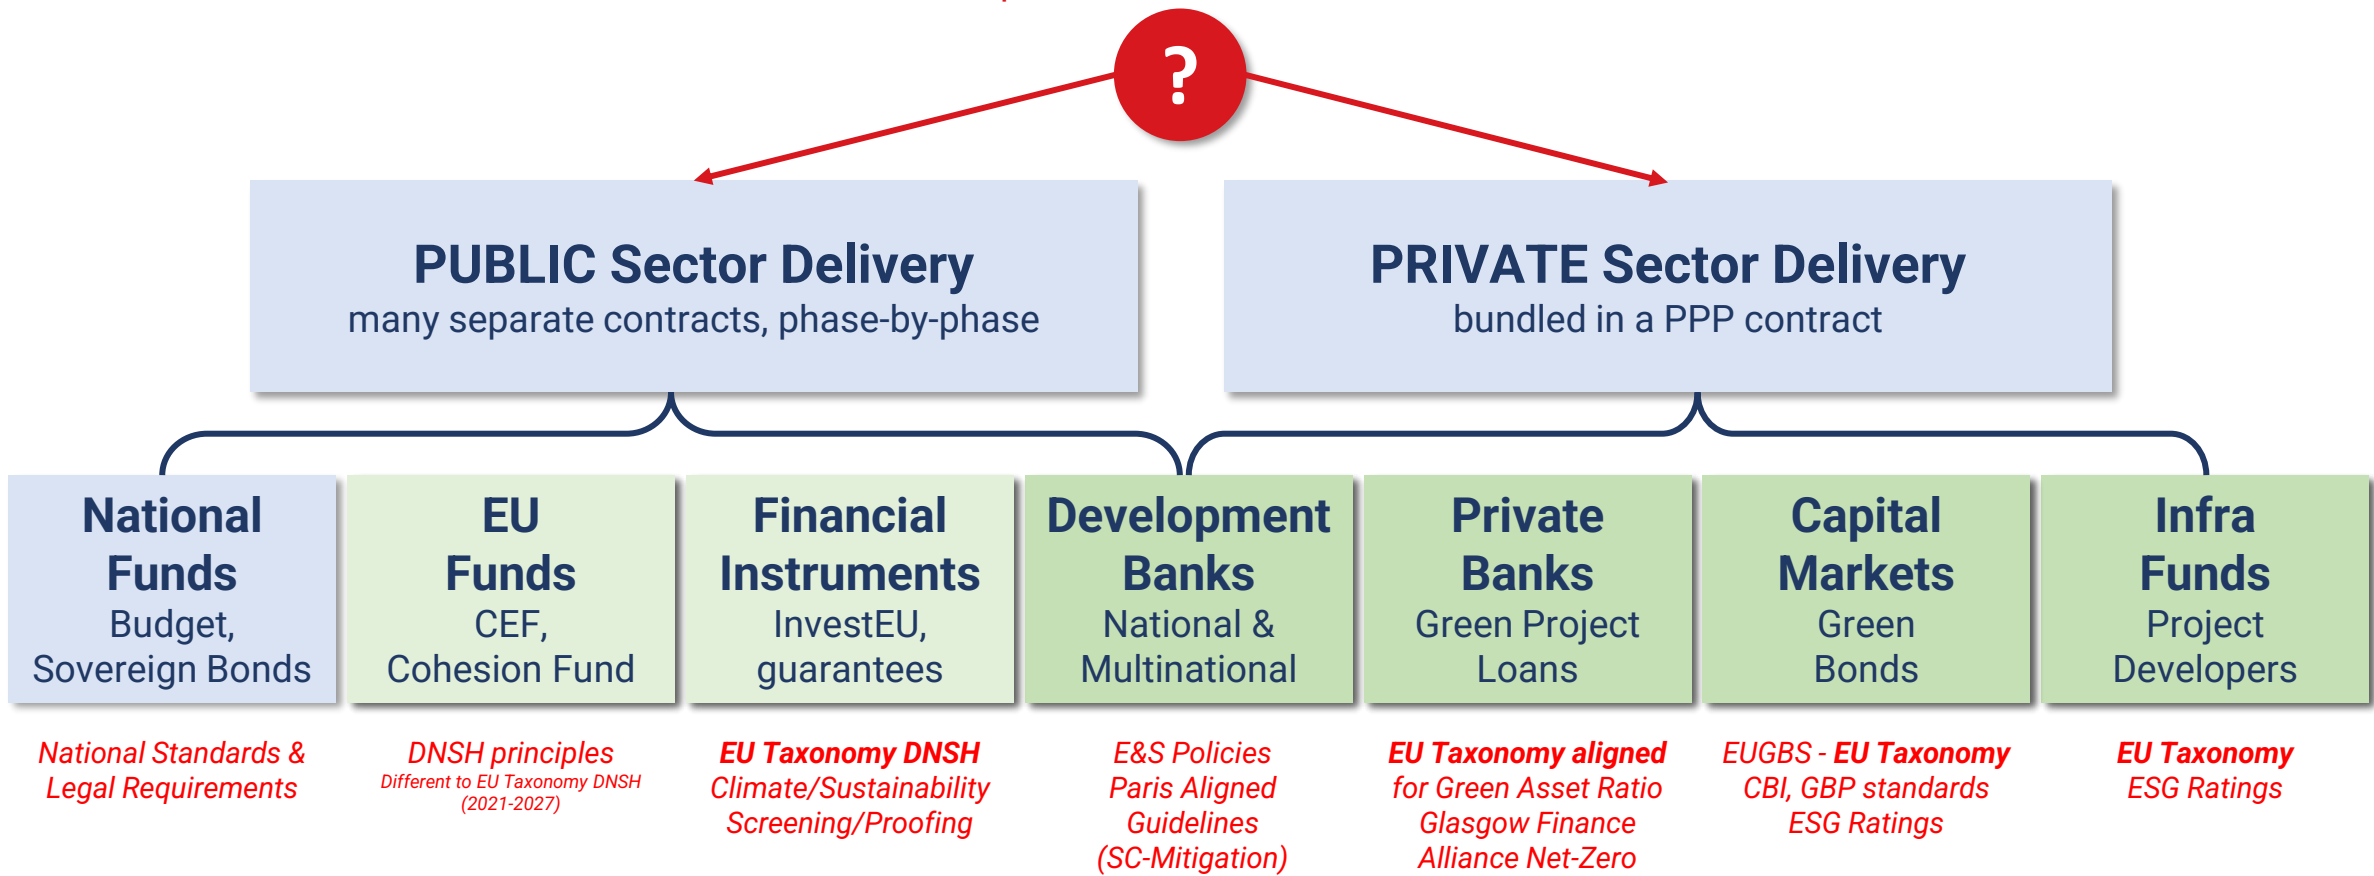 ?
PUBLIC Sector Delivery
many separate contracts, phase-by-phase
PRIVATE Sector Delivery
bundled in a PPP contract
National
Funds
Budget,
Sovereign Bonds
EU
Funds
CEF,
Cohesion Fund
Financial
Instruments
InvestEU,
guarantees
Development
Banks
National &
Multinational
Private
Banks
Green Project
Loans
Capital
Markets
Green
Bonds
Infra
Funds
Project
Developers
National Standards &
Legal Requirements
DNSH principles
Different to EU Taxonomy DNSH
(2021-2027)
EU Taxonomy DNSH
Climate/Sustainability
Screening/Proofing
E&S Policies
Paris Aligned
Guidelines
(SC-Mitigation)
EU Taxonomy aligned
for Green Asset Ratio
Glasgow Finance
Alliance Net-Zero
EUGBS - EU Taxonomy
CBI, GBP standards
ESG Ratings
EU Taxonomy
ESG Ratings